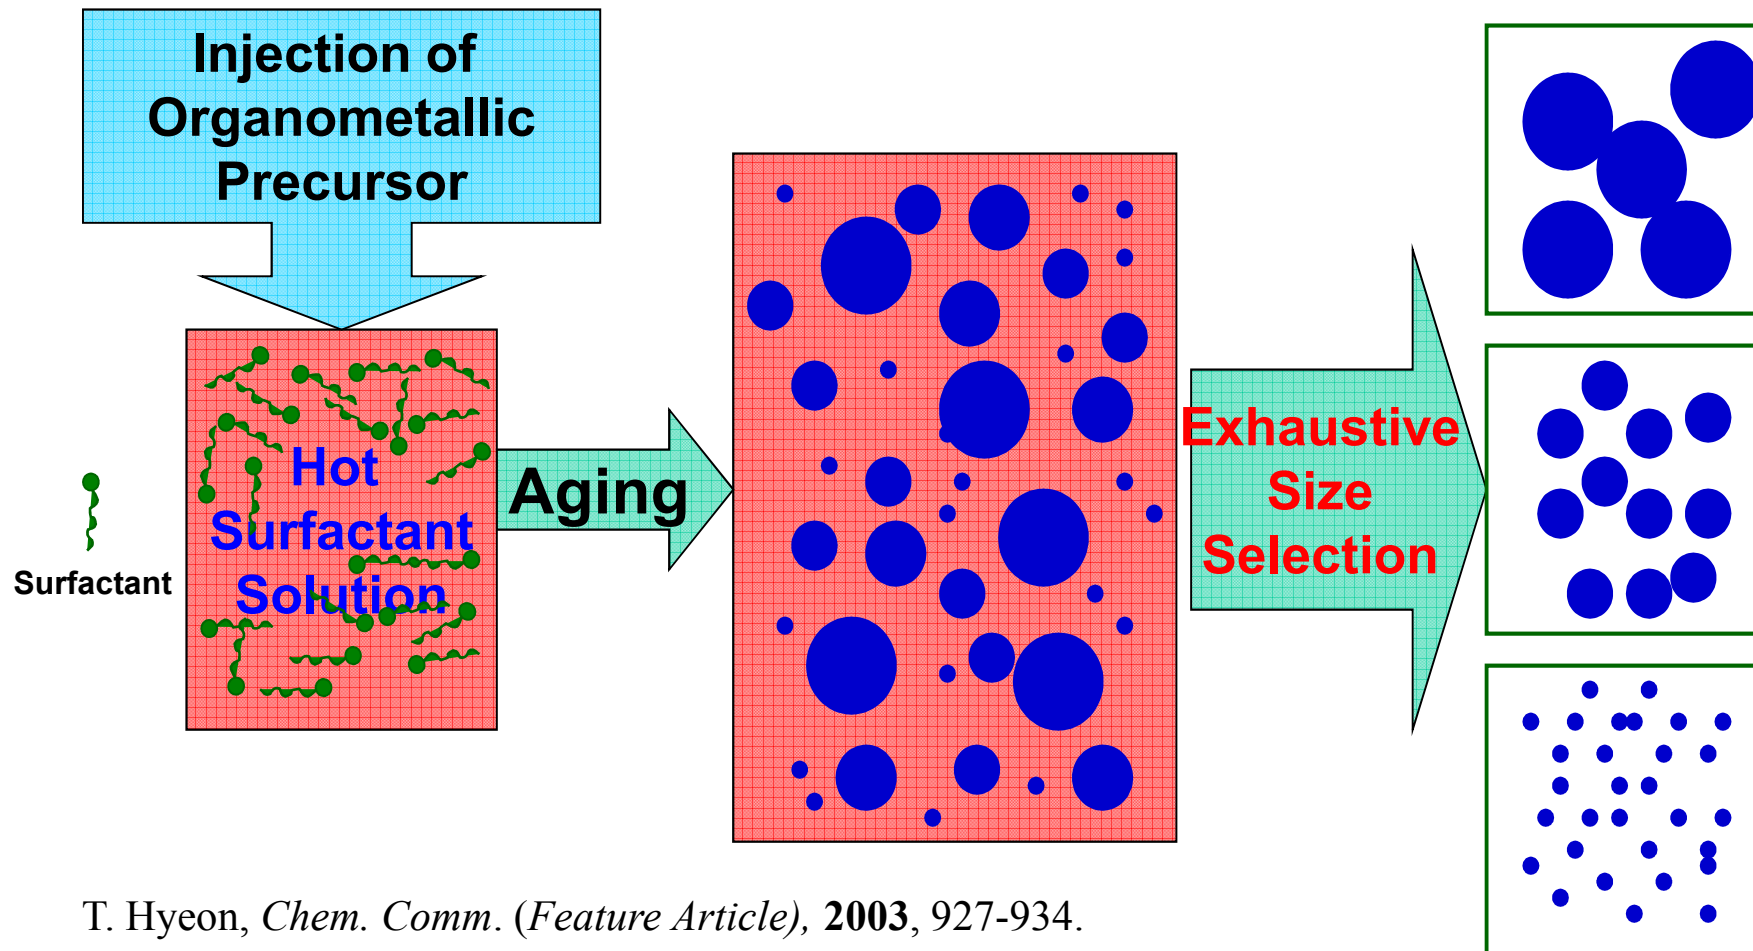 Injection of
Organometallic
Precursor
Surfactant
Hot
Surfactant
Solution
Aging
Exhaustive
Size
Selection
T. Hyeon, Chem. Comm. (Feature Article), 2003, 927-934.